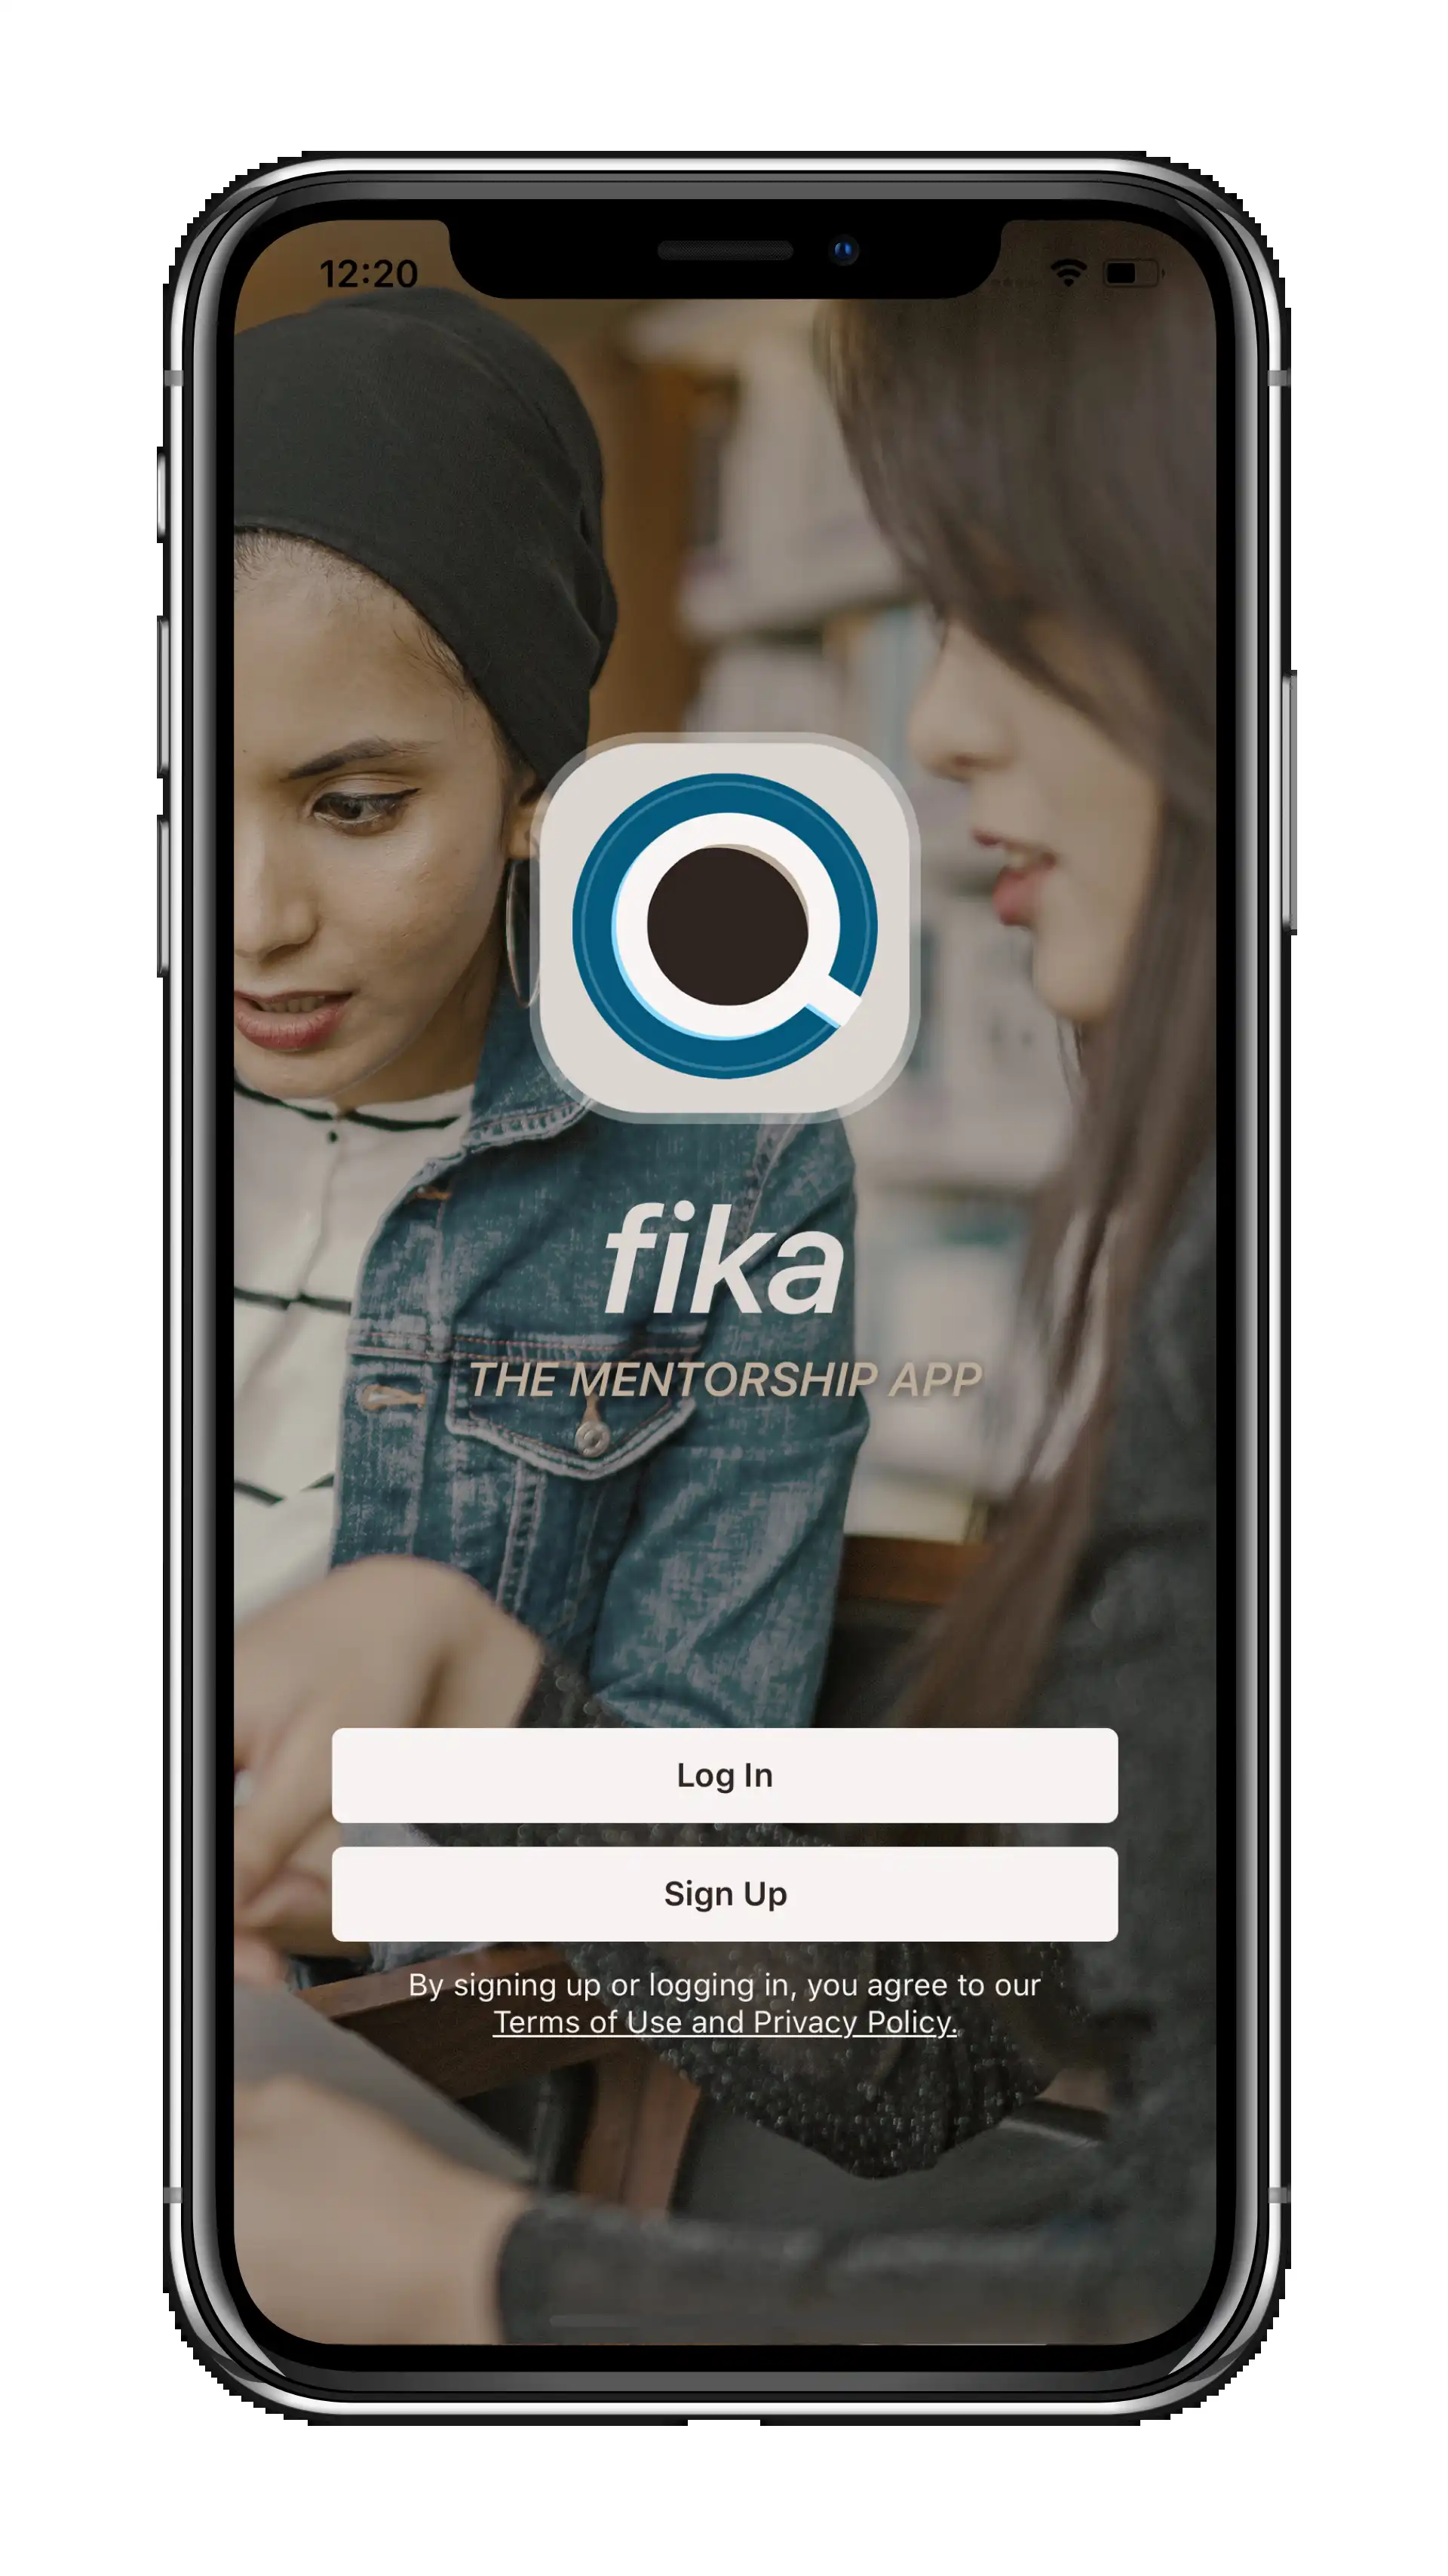 12:20
fika
THE MENTORSHIP APP
Log In
Sign Up
By signing up or logging in, you agree to our
Terms of Use and Privacy Policy.